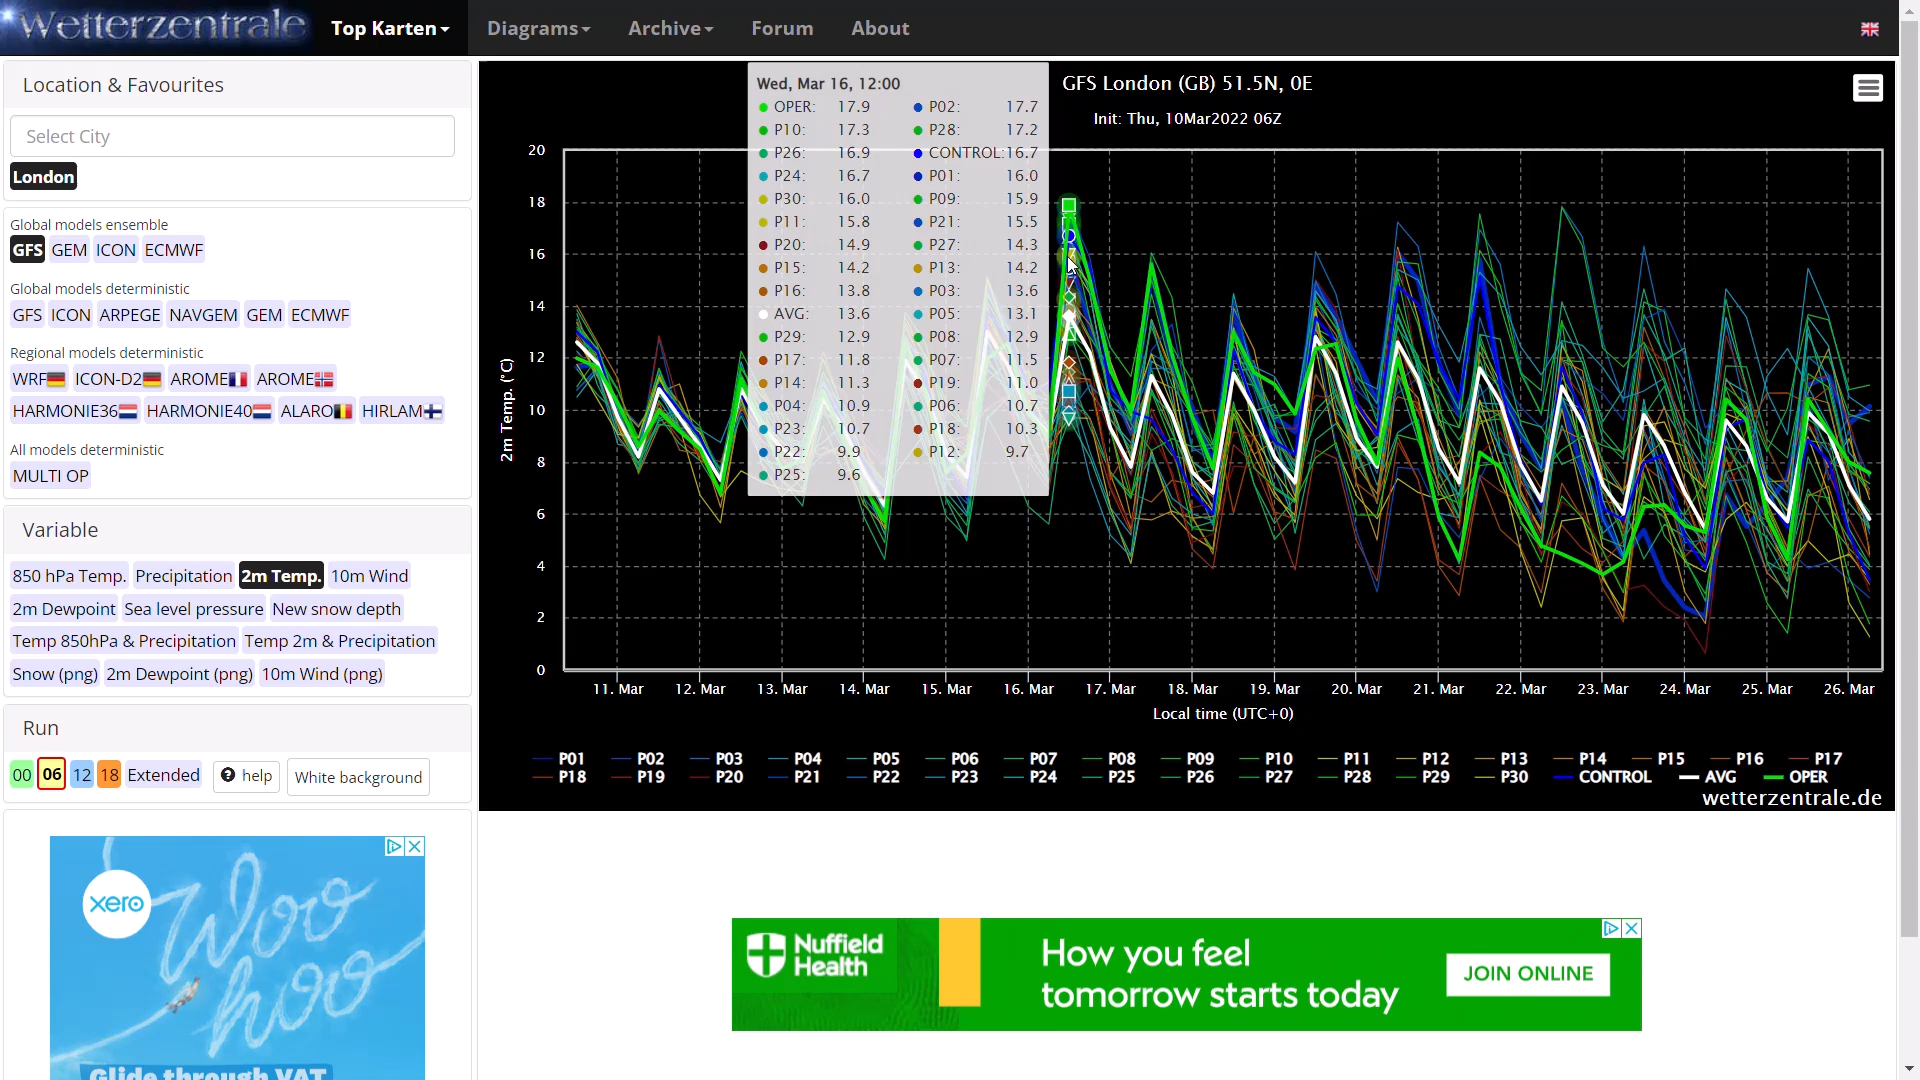 Wetterzentrale
Top Karten
Diagrams
Archive
Forum
About
Location & Favourites
Select City
London
Global models ensemble
GFS GEM ICON ECMWF
Global models deterministic
GFS ICON ARPEGE NAVGEM GEM ECMWF
Regional models deterministic
WRF ICON-D2 AROME AROME
HARMONIE36 HARMONIE40 ALARO HIRLAM
All models deterministic
MULTI OP
Variable
850 hPa Temp. Precipitation 2m Temp. 10m Wind
2m Dewpoint Sea level pressure New snow depth
Temp 850hPa & Precipitation Temp 2m & Precipitation
Snow (png) 2m Dewpoint (png) 10m Wind (png)
Run
00 06 12 18 Extended ? help White background
xero
Woo
hoo
Glide through VAT
GFS London (GB) 51.5N, 0E
Init: Thu, 10Mar2022 06Z
Wed, Mar 16, 12:00
OPER: 17.9 P02: 17.7
P10: 17.3 P28: 17.2
P26: 16.9 CONTROL: 16.7
P24: 16.7 P01: 16.0
P30: 16.0 P09: 15.9
P11: 15.8 P21: 15.5
P20: 14.9 P27: 14.3
P15: 14.2 P13: 14.2
P16: 13.8 P03: 13.6
AVG: 13.6 P05: 13.1
P29: 12.9 P08: 12.9
P17: 11.8 P07: 11.5
P14: 11.3 P19: 11.0
P04: 10.9 P06: 10.7
P23: 10.7 P18: 10.3
P22: 9.9 P12: 9.7
P25: 9.6
2m Temp. (°C)
20
18
16
14
12
10
8
6
4
2
0
11. Mar 12. Mar 13. Mar 14. Mar 15. Mar 16. Mar 17. Mar 18. Mar 19. Mar 20. Mar 21. Mar 22. Mar 23. Mar 24. Mar 25. Mar 26. Mar
Local time (UTC+0)
P01 P02 P03 P04 P05 P06 P07 P08 P09 P10 P11 P12 P13 P14 P15 P16 P17
P18 P19 P20 P21 P22 P23 P24 P25 P26 P27 P28 P29 P30 CONTROL AVG OPER
wetterzentrale.de
Nuffield
Health
How you feel
tomorrow starts today
JOIN ONLINE